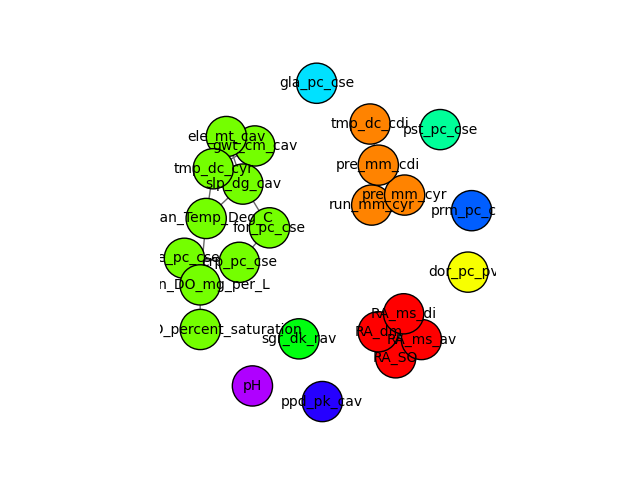 gla_pc_cse
tmp_dc_cdi
pst_pc_cse
ele_mt_cav
gwt_cm_cav
pre_mm_cdi
tmp_dc_cyr
slp_dg_cav
pre_mm_cyr
run_mm_cyr
prm_pc_c
an_Temp_Deg_C
for_pc_cse
e_pc_cse
crp_pc_cse
dor_pc_pv
n_DO_mg_per_L
RA_ms_di
O_percent_saturation
RA_dm
sgr_dk_rav
RA_ms_av
RA_SO
pH
ppd_pk_cav